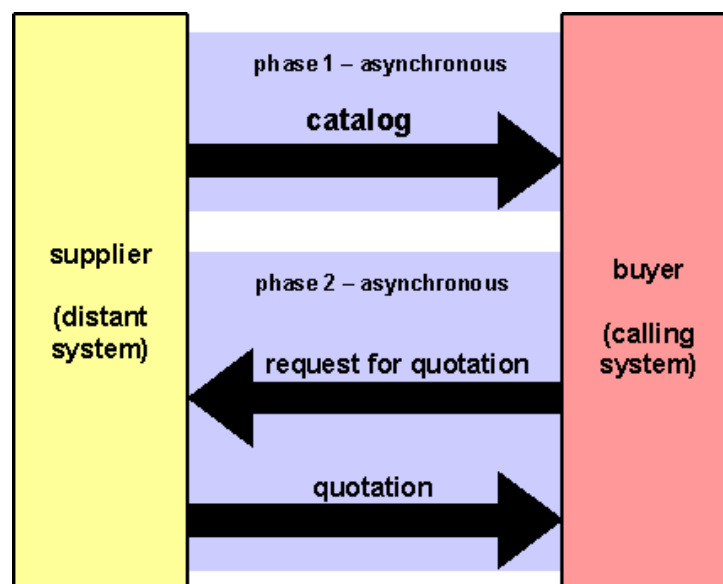 phase 1 – asynchronous
catalog
supplier
(distant
system)
phase 2 – asynchronous
request for quotation
quotation
buyer
(calling
system)